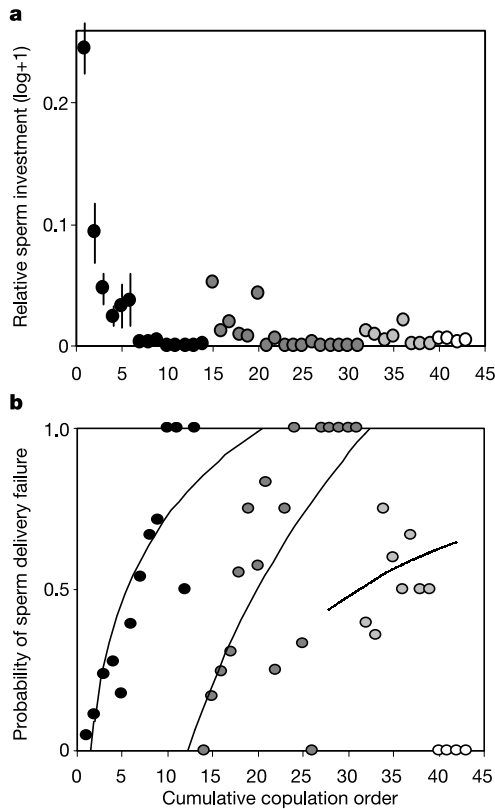 a
Relative sperm investment (log+1)
0.2
0.1
0
0 5 10 15 20 25 30 35 40 45
b
Probability of sperm delivery failure
1.0
0.5
0
0 5 10 15 20 25 30 35 40 45
Cumulative copulation order